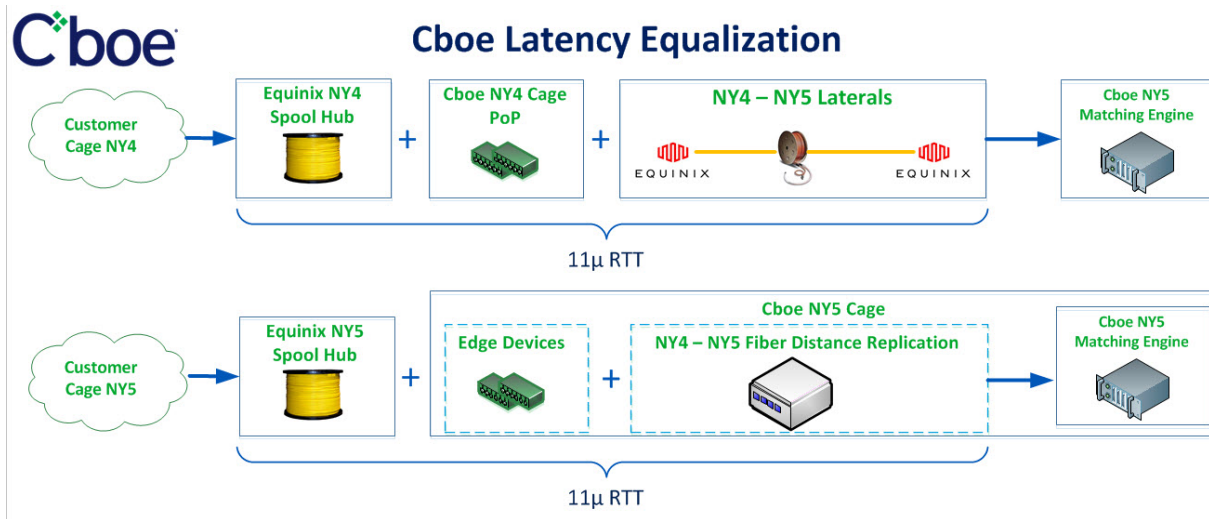 Cboe
Cboe Latency Equalization
Customer
Cage NY4
Equinix NY4
Spool Hub
+
Cboe NY4 Cage
PoP
+
NY4 – NY5 Laterals
EQUINIX
EQUINIX
Cboe NY5
Matching Engine
11µ RTT
Customer
Cage NY5
Equinix NY5
Spool Hub
+
Cboe NY5 Cage
Edge Devices
+
NY4 – NY5 Fiber Distance Replication
Cboe NY5
Matching Engine
11µ RTT